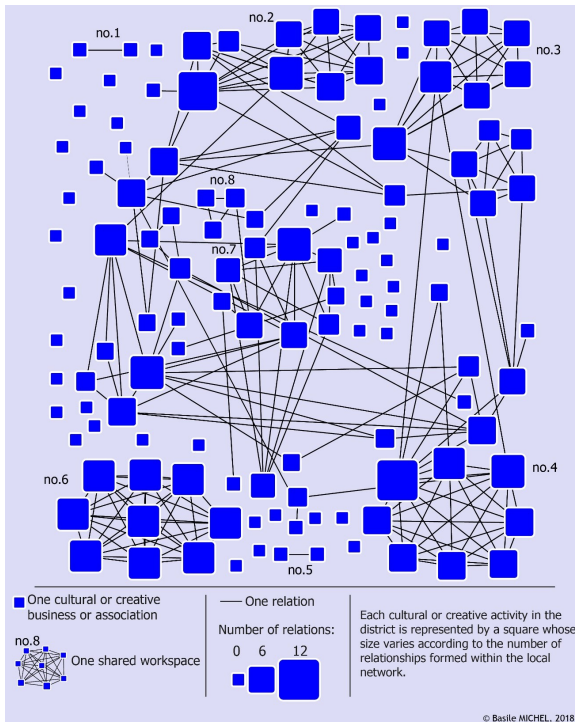 no.1
no.2
no.3
no.8
no.7
no.6
no.4
no.5
One cultural or creative
business or association
no.8
One shared workspace
One relation
Number of relations:
0 6 12
Each cultural or creative activity in the
district is represented by a square whose
size varies according to the number of
relationships formed within the local
network.
© Basile MICHEL, 2018